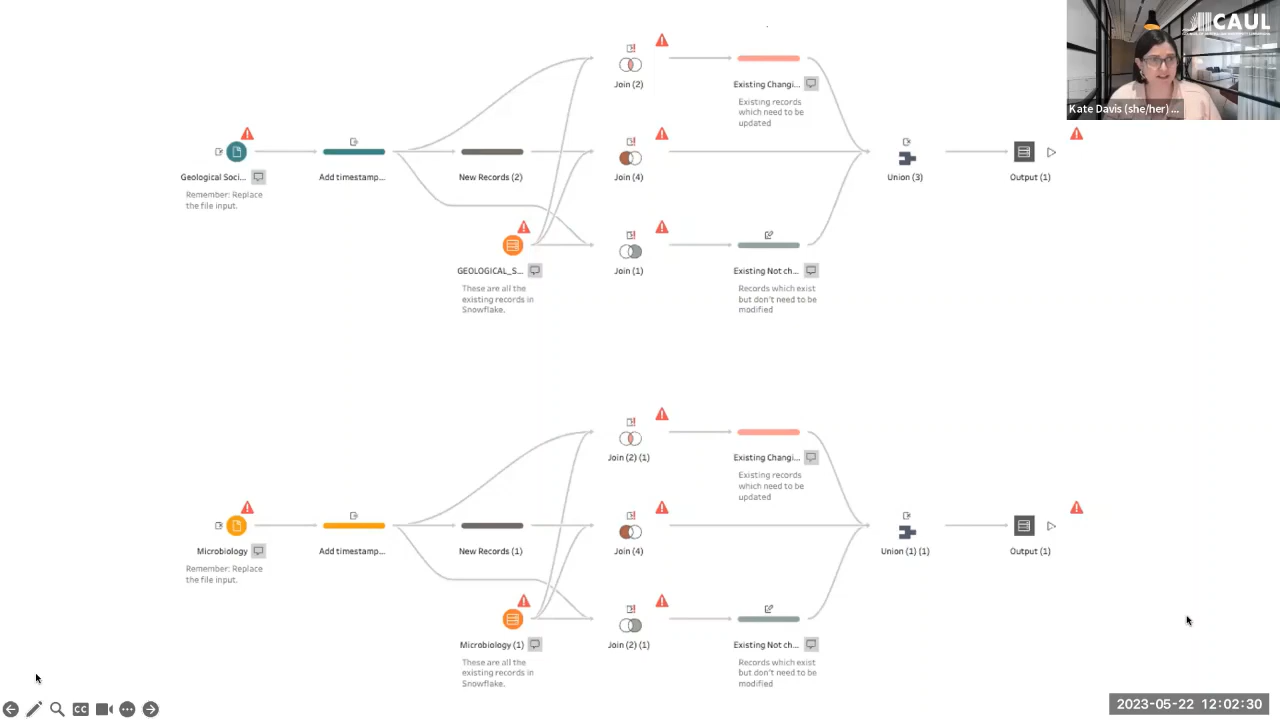 CAUL
Kate Davis (she/her) ...
Join (2)
Existing Changi...
Existing records
which need to be
updated
Geological Soci...
Remember: Replace
the file input.
Add timestamp...
New Records (2)
Join (4)
Union (3)
Output (1)
GEOLOGICAL_S...
These are all the
existing records in
Snowflake.
Join (1)
Existing Not ch...
Records which exist
but don't need to be
modified
Join (2) (1)
Existing Changi...
Existing records
which need to be
updated
Microbiology
Remember: Replace
the file input.
Add timestamp...
New Records (1)
Join (4)
Union (1) (1)
Output (1)
Microbiology (1)
These are all the
existing records in
Snowflake.
Join (2) (1)
Existing Not ch...
Records which exist
but don't need to be
modified
CC
2023-05-22 12:02:30